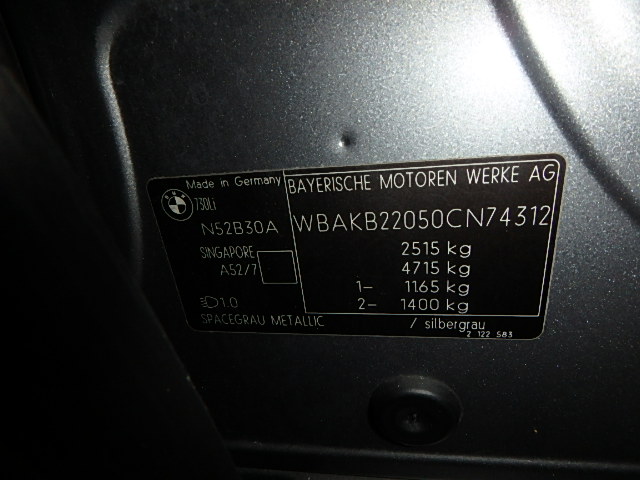 Made in Germany
BMW
730Li
N52B30A
SINGAPORE
A52/7
1.0
SPACEGRAU METALLIC / silbergrau
BAYERISCHE MOTOREN WERKE AG
WBAKB22050CN74312
2515 kg
4715 kg
1- 1165 kg
2- 1400 kg
2 122 583